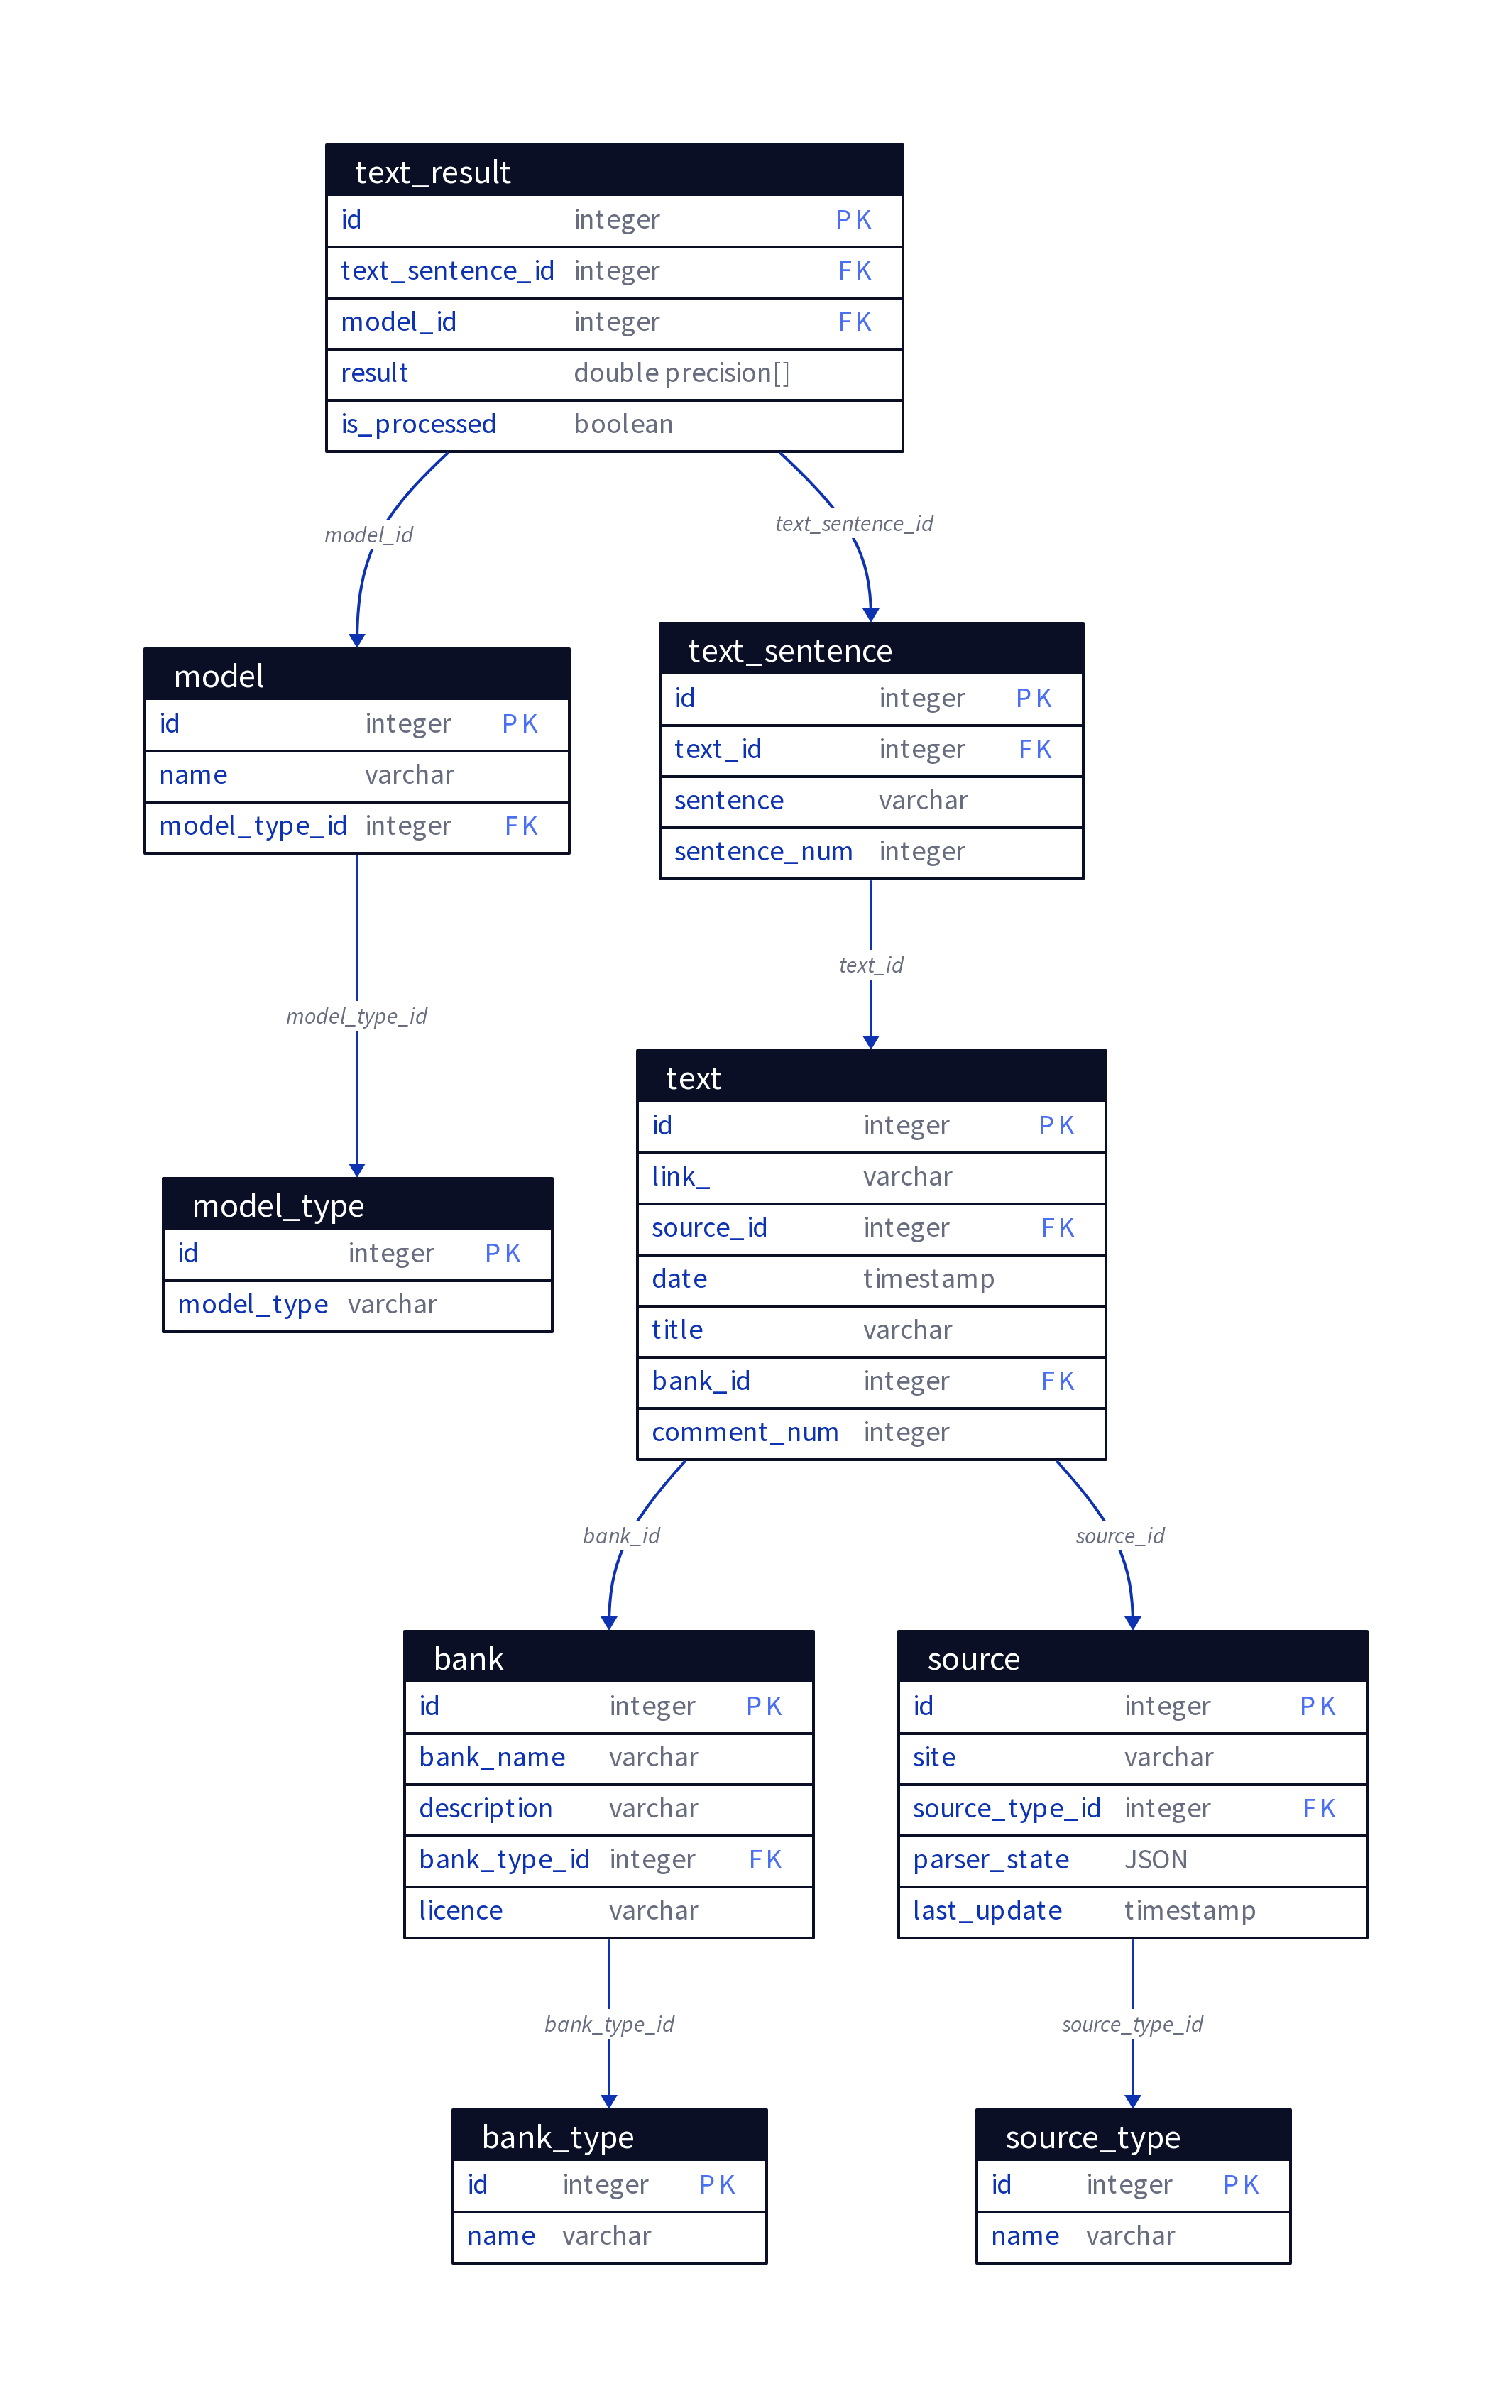 text_result
id integer PK
text_sentence_id integer FK
model_id integer FK
result double precision[]
is_processed boolean
model_id
text_sentence_id
model
id integer PK
name varchar
model_type_id integer FK
text_sentence
id integer PK
text_id integer FK
sentence varchar
sentence_num integer
model_type_id
text_id
model_type
id integer PK
model_type varchar
text
id integer PK
link_ varchar
source_id integer FK
date timestamp
title varchar
bank_id integer FK
comment_num integer
bank_id
source_id
bank
id integer PK
bank_name varchar
description varchar
bank_type_id integer FK
licence varchar
source
id integer PK
site varchar
source_type_id integer FK
parser_state JSON
last_update timestamp
bank_type_id
source_type_id
bank_type
id integer PK
name varchar
source_type
id integer PK
name varchar